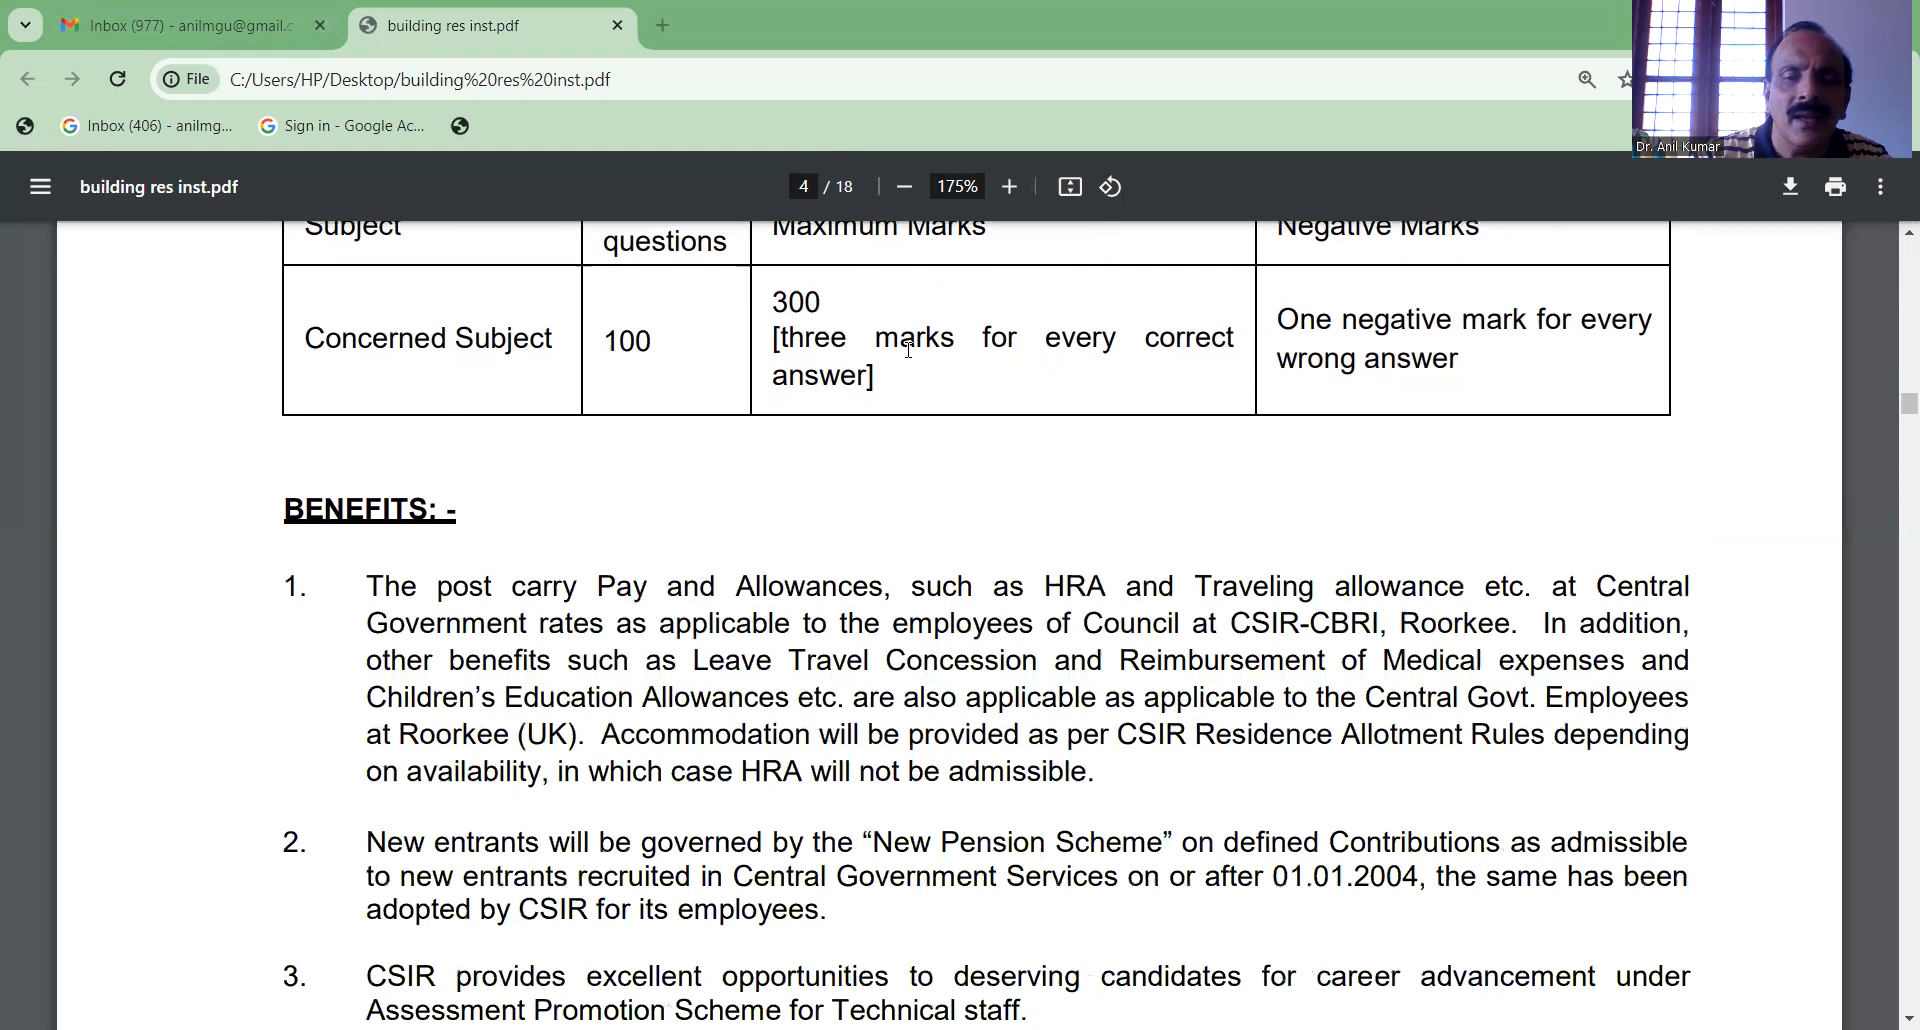 Inbox (977) - anilmgu@gmail.c
building res inst.pdf
File
C:/Users/HP/Desktop/building%20res%20inst.pdf
Inbox (406) - anilmg...
Sign in - Google Ac...
Dr. Anil Kumar
building res inst.pdf
4 / 18
175%
Subject
questions
Maximum Marks
Negative Marks
Concerned Subject
100
300
[three marks for every correct
answer]
One negative mark for every
wrong answer
BENEFITS: -
1. The post carry Pay and Allowances, such as HRA and Traveling allowance etc. at Central
Government rates as applicable to the employees of Council at CSIR-CBRI, Roorkee. In addition,
other benefits such as Leave Travel Concession and Reimbursement of Medical expenses and
Children’s Education Allowances etc. are also applicable as applicable to the Central Govt. Employees
at Roorkee (UK). Accommodation will be provided as per CSIR Residence Allotment Rules depending
on availability, in which case HRA will not be admissible.
2. New entrants will be governed by the “New Pension Scheme” on defined Contributions as admissible
to new entrants recruited in Central Government Services on or after 01.01.2004, the same has been
adopted by CSIR for its employees.
3. CSIR provides excellent opportunities to deserving candidates for career advancement under
Assessment Promotion Scheme for Technical staff.